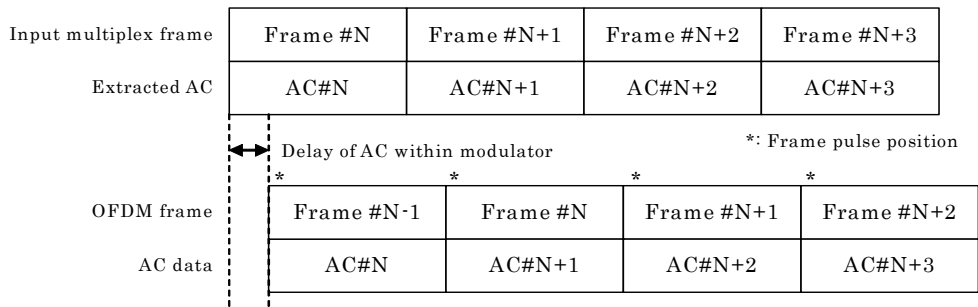 Input multiplex frame Frame #N Frame #N+1 Frame #N+2 Frame #N+3
Extracted AC AC#N AC#N+1 AC#N+2 AC#N+3
*: Frame pulse position
Delay of AC within modulator
* * * *
OFDM frame Frame #N-1 Frame #N Frame #N+1 Frame #N+2
AC data AC#N AC#N+1 AC#N+2 AC#N+3